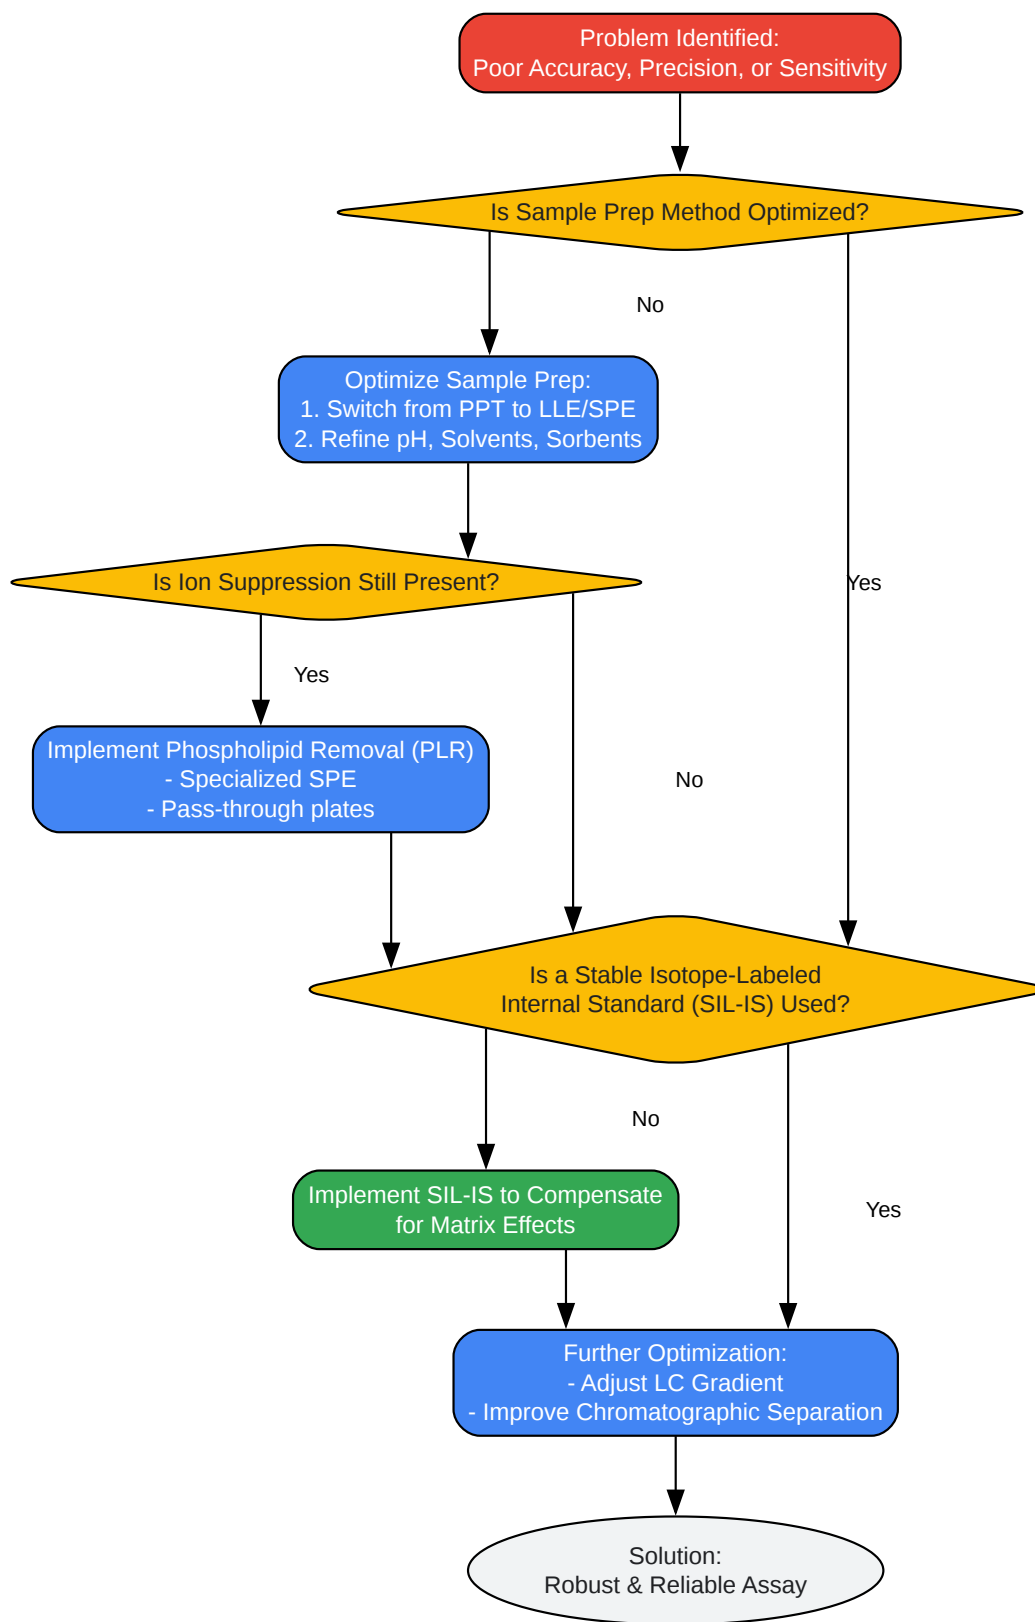 Problem Identified:
Poor Accuracy, Precision, or Sensitivity
Is Sample Prep Method Optimized?
No
Optimize Sample Prep:
1. Switch from PPT to LLE/SPE
2. Refine pH, Solvents, Sorbents
Is Ion Suppression Still Present?
Yes
Yes
Implement Phospholipid Removal (PLR)
- Specialized SPE
- Pass-through plates
No
Is a Stable Isotope-Labeled
Internal Standard (SIL-IS) Used?
No
Implement SIL-IS to Compensate
for Matrix Effects
Yes
Further Optimization:
- Adjust LC Gradient
- Improve Chromatographic Separation
Solution:
Robust & Reliable Assay